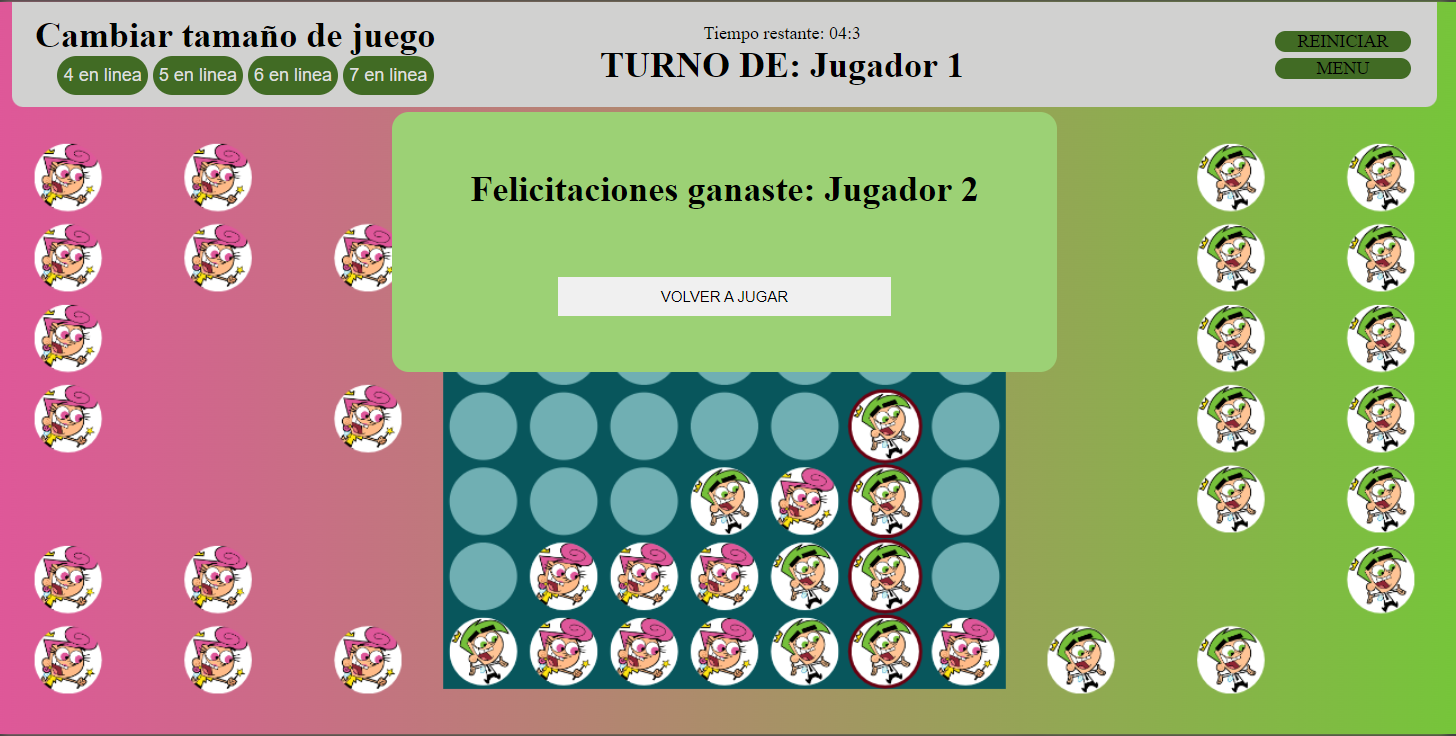 Cambiar tamaño de juego
4 en linea
5 en linea
6 en linea
7 en linea
Tiempo restante: 04:3
TURNO DE: Jugador 1
REINICIAR
MENU
Felicitaciones ganaste: Jugador 2
VOLVER A JUGAR